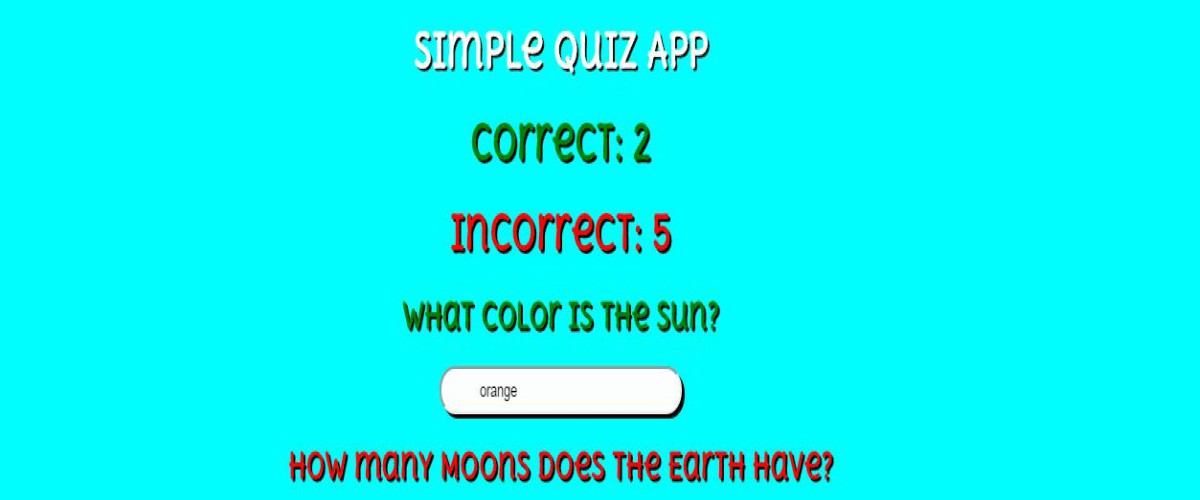 Simple Quiz App
Correct: 2
Incorrect: 5
What color is the sun?
orange
How many Moons Does The Earth Have?